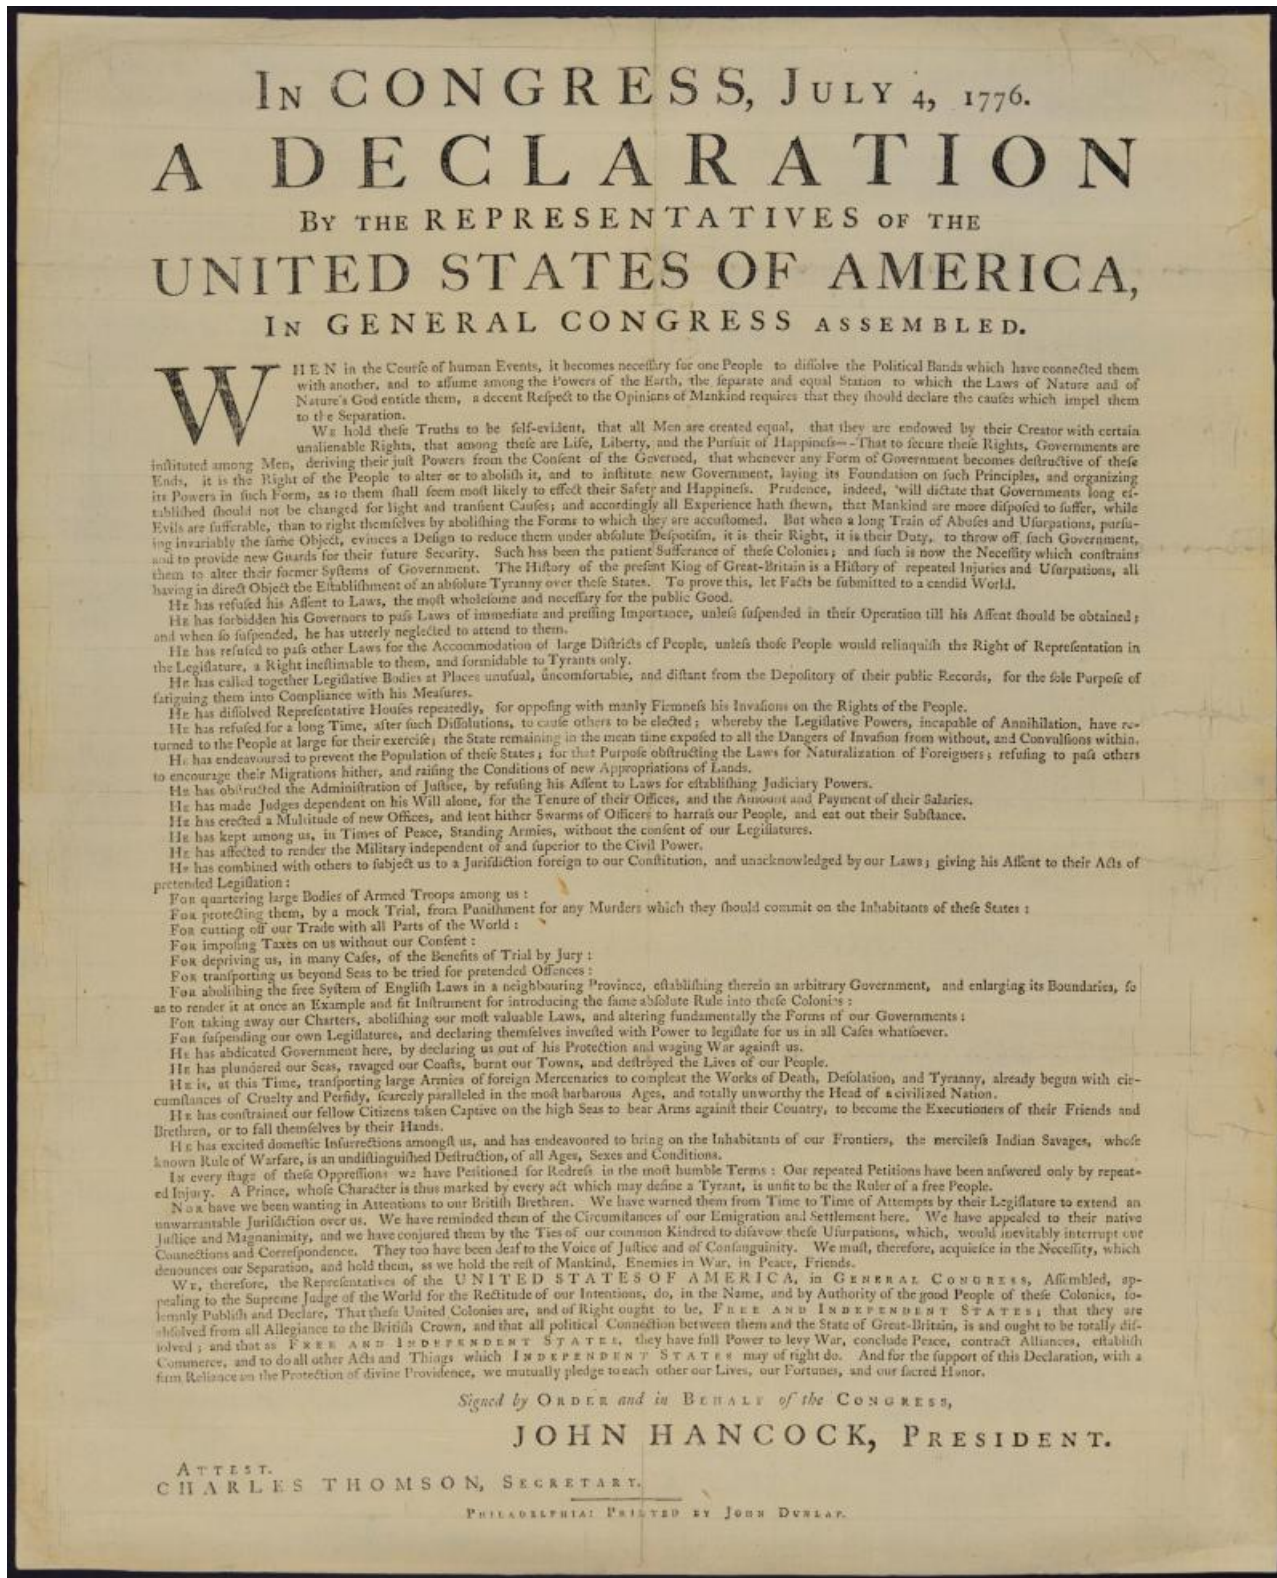 In CONGRESS, July 4, 1776.
A DECLARATION
By the REPRESENTATIVES of the
UNITED STATES OF AMERICA,
In GENERAL CONGRESS assembled.
WHEN in the Courſe of human Events, it becomes neceſſary for one People to diſſolve the Political Bands which have connected them
with another, and to aſſume among the Powers of the Earth, the ſeparate and equal Station to which the Laws of Nature and of
Nature's God entitle them, a decent Reſpect to the Opinions of Mankind requires that they ſhould declare the cauſes which impel them
to the Separation.
We hold theſe Truths to be ſelf-evident, that all Men are created equal, that they are endowed by their Creator with certain
unalienable Rights, that among theſe are Life, Liberty, and the Purſuit of Happineſs--That to ſecure theſe Rights, Governments are
inſtituted among Men, deriving their juſt Powers from the Conſent of the Governed, that whenever any Form of Government becomes deſtructive of theſe
Ends, it is the Right of the People to alter or to aboliſh it, and to inſtitute new Government, laying its Foundation on ſuch Principles, and organizing
its Powers in ſuch Form, as to them ſhall ſeem moſt likely to effect their Safety and Happineſs. Prudence, indeed, will dictate that Governments long eſ-
tabliſhed ſhould not be changed for light and tranſient Cauſes; and accordingly all Experience hath ſhewn, that Mankind are more diſpoſed to ſuffer, while
Evils are ſufferable, than to right themſelves by aboliſhing the Forms to which they are accuſtomed. But when a long Train of Abuſes and Uſurpations, purſu-
ing invariably the ſame Object, evinces a Deſign to reduce them under abſolute Deſpotiſm, it is their Right, it is their Duty, to throw off ſuch Government,
and to provide new Guards for their future Security. Such has been the patient Sufferance of theſe Colonies; and ſuch is now the Neceſſity which conſtrains
them to alter their former Syſtems of Government. The Hiſtory of the preſent King of Great-Britain is a Hiſtory of repeated Injuries and Uſurpations, all
having in direct Object the Eſtabliſhment of an abſolute Tyranny over theſe States. To prove this, let Facts be ſubmitted to a candid World.
He has refuſed his Aſſent to Laws, the moſt wholeſome and neceſſary for the public Good.
He has forbidden his Governors to paſs Laws of immediate and preſſing Importance, unleſs ſuſpended in their Operation till his Aſſent ſhould be obtained;
and when ſo ſuſpended, he has utterly neglected to attend to them.
He has refuſed to paſs other Laws for the Accommodation of large Diſtricts of People, unleſs thoſe People would relinquiſh the Right of Repreſentation in
the Legiſlature, a Right ineſtimable to them, and formidable to Tyrants only.
He has called together Legiſlative Bodies at Places unuſual, uncomfortable, and diſtant from the Depoſitory of their public Records, for the ſole Purpoſe of
fatiguing them into Compliance with his Meaſures.
He has diſſolved Repreſentative Houſes repeatedly, for oppoſing with manly Firmneſs his Invaſions on the Rights of the People.
He has refuſed for a long Time, after ſuch Diſſolutions, to cauſe others to be elected; whereby the Legiſlative Powers, incapable of Annihilation, have re-
turned to the People at large for their exerciſe; the State remaining in the mean time expoſed to all the Dangers of Invaſion from without, and Convulſions within.
He has endeavoured to prevent the Population of theſe States; for that Purpoſe obſtructing the Laws for Naturalization of Foreigners; refuſing to paſs others
to encourage their Migrations hither, and raiſing the Conditions of new Appropriations of Lands.
He has obſtructed the Adminiſtration of Juſtice, by refuſing his Aſſent to Laws for eſtabliſhing Judiciary Powers.
He has made Judges dependent on his Will alone, for the Tenure of their Offices, and the Amount and Payment of their Salaries.
He has erected a Multitude of new Offices, and ſent hither Swarms of Officers to harraſs our People, and eat out their Subſtance.
He has kept among us, in Times of Peace, Standing Armies, without the conſent of our Legiſlatures.
He has affected to render the Military independent of and ſuperior to the Civil Power.
He has combined with others to ſubject us to a Juriſdiction foreign to our Conſtitution, and unacknowledged by our Laws; giving his Aſſent to their Acts of
pretended Legiſlation:
For quartering large Bodies of Armed Troops among us:
For protecting them, by a mock Trial, from Puniſhment for any Murders which they ſhould commit on the Inhabitants of theſe States:
For cutting off our Trade with all Parts of the World:
For impoſing Taxes on us without our Conſent:
For depriving us, in many Caſes, of the Benefits of Trial by Jury:
For tranſporting us beyond Seas to be tried for pretended Offences:
For aboliſhing the free Syſtem of Engliſh Laws in a neighbouring Province, eſtabliſhing therein an arbitrary Government, and enlarging its Boundaries, ſo
as to render it at once an Example and fit Inſtrument for introducing the ſame abſolute Rule into theſe Colonies:
For taking away our Charters, aboliſhing our moſt valuable Laws, and altering fundamentally the Forms of our Governments:
For ſuſpending our own Legiſlatures, and declaring themſelves inveſted with Power to legiſlate for us in all Caſes whatſoever.
He has abdicated Government here, by declaring us out of his Protection and waging War againſt us.
He has plundered our Seas, ravaged our Coaſts, burnt our Towns, and deſtroyed the Lives of our People.
He is, at this Time, tranſporting large Armies of foreign Mercenaries to compleat the Works of Death, Deſolation, and Tyranny, already begun with cir-
cumſtances of Cruelty and Perfidy, ſcarcely paralleled in the moſt barbarous Ages, and totally unworthy the Head of a civilized Nation.
He has conſtrained our fellow Citizens taken Captive on the high Seas to bear Arms againſt their Country, to become the Executioners of their Friends and
Brethren, or to fall themſelves by their Hands.
He has excited domeſtic Inſurrections amongſt us, and has endeavoured to bring on the Inhabitants of our Frontiers, the mercileſs Indian Savages, whoſe
known Rule of Warfare, is an undiſtinguiſhed Deſtruction, of all Ages, Sexes and Conditions.
In every ſtage of theſe Oppreſſions we have Petitioned for Redreſs in the moſt humble Terms: Our repeated Petitions have been anſwered only by repeat-
ed Injury. A Prince, whoſe Character is thus marked by every act which may define a Tyrant, is unfit to be the Ruler of a free People.
Nor have we been wanting in Attentions to our Britiſh Brethren. We have warned them from Time to Time of Attempts by their Legiſlature to extend an
unwarrantable Juriſdiction over us. We have reminded them of the Circumſtances of our Emigration and Settlement here. We have appealed to their native
Juſtice and Magnanimity, and we have conjured them by the Ties of our common Kindred to diſavow theſe Uſurpations, which, would inevitably interrupt our
Connections and Correſpondence. They too have been deaf to the Voice of Juſtice and of Conſanguinity. We muſt, therefore, acquieſce in the Neceſſity, which
denounces our Separation, and hold them, as we hold the reſt of Mankind, Enemies in War, in Peace, Friends.
We, therefore, the Repreſentatives of the UNITED STATES OF AMERICA, in General Congress, Aſſembled, ap-
pealing to the Supreme Judge of the World for the Rectitude of our Intentions, do, in the Name, and by Authority of the good People of theſe Colonies, ſo-
lemnly Publiſh and Declare, That theſe United Colonies are, and of Right ought to be, Free and Independent States; that they are
abſolved from all Allegiance to the Britiſh Crown, and that all political Connection between them and the State of Great-Britain, is and ought to be totally diſ-
ſolved; and that as Free and Independent States, they have full Power to levy War, conclude Peace, contract Alliances, eſtabliſh
Commerce, and to do all other Acts and Things which Independent States may of right do. And for the ſupport of this Declaration, with a
firm Reliance on the Protection of divine Providence, we mutually pledge to each other our Lives, our Fortunes, and our ſacred Honor.
Signed by Order and in Behalf of the Congress,
JOHN HANCOCK, President.
Attest.
CHARLES THOMSON, Secretary.
Philadelphia: Printed by John Dunlap.